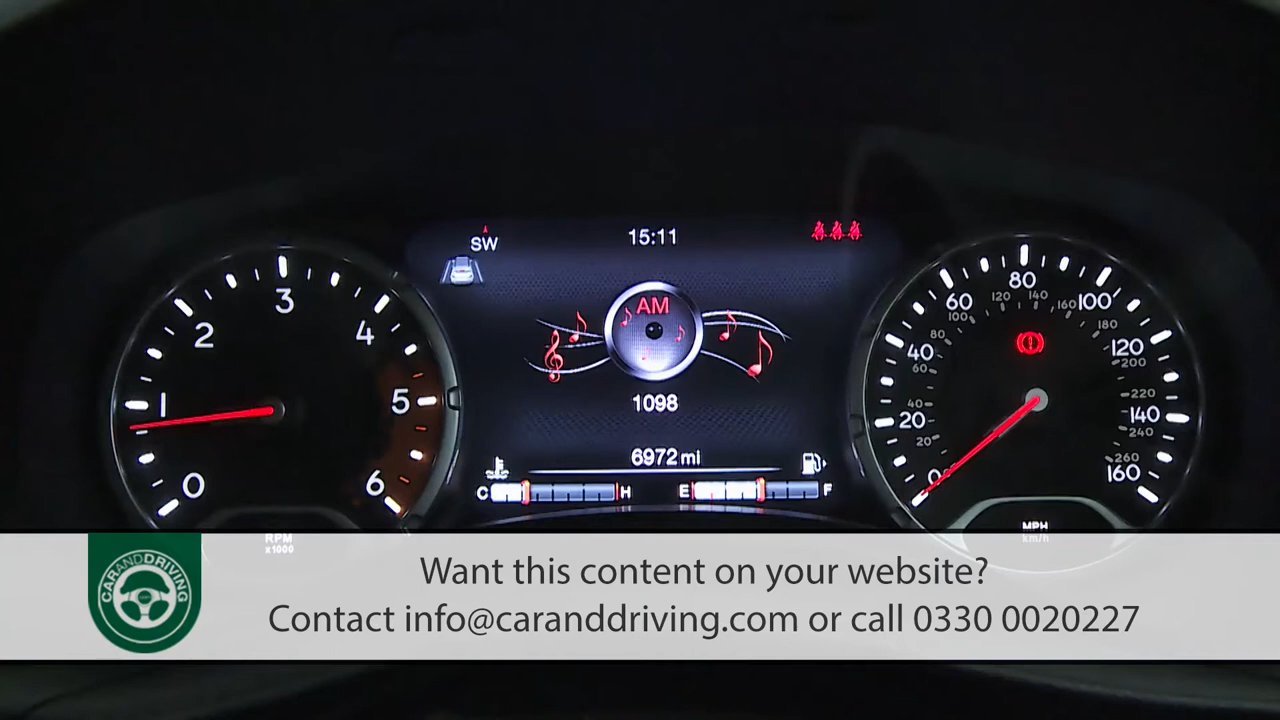 SW
15:11
AM
1098
6972 mi
C H
E F
0 1 2 3 4 5 6
RPM
x1000
0 20 40 60 80 100 120 140 160
20 40 60 80 100 120 140 160 180 200 220 240 260
MPH
km/h
CARANDDRIVING
Want this content on your website?
Contact info@caranddriving.com or call 0330 0020227